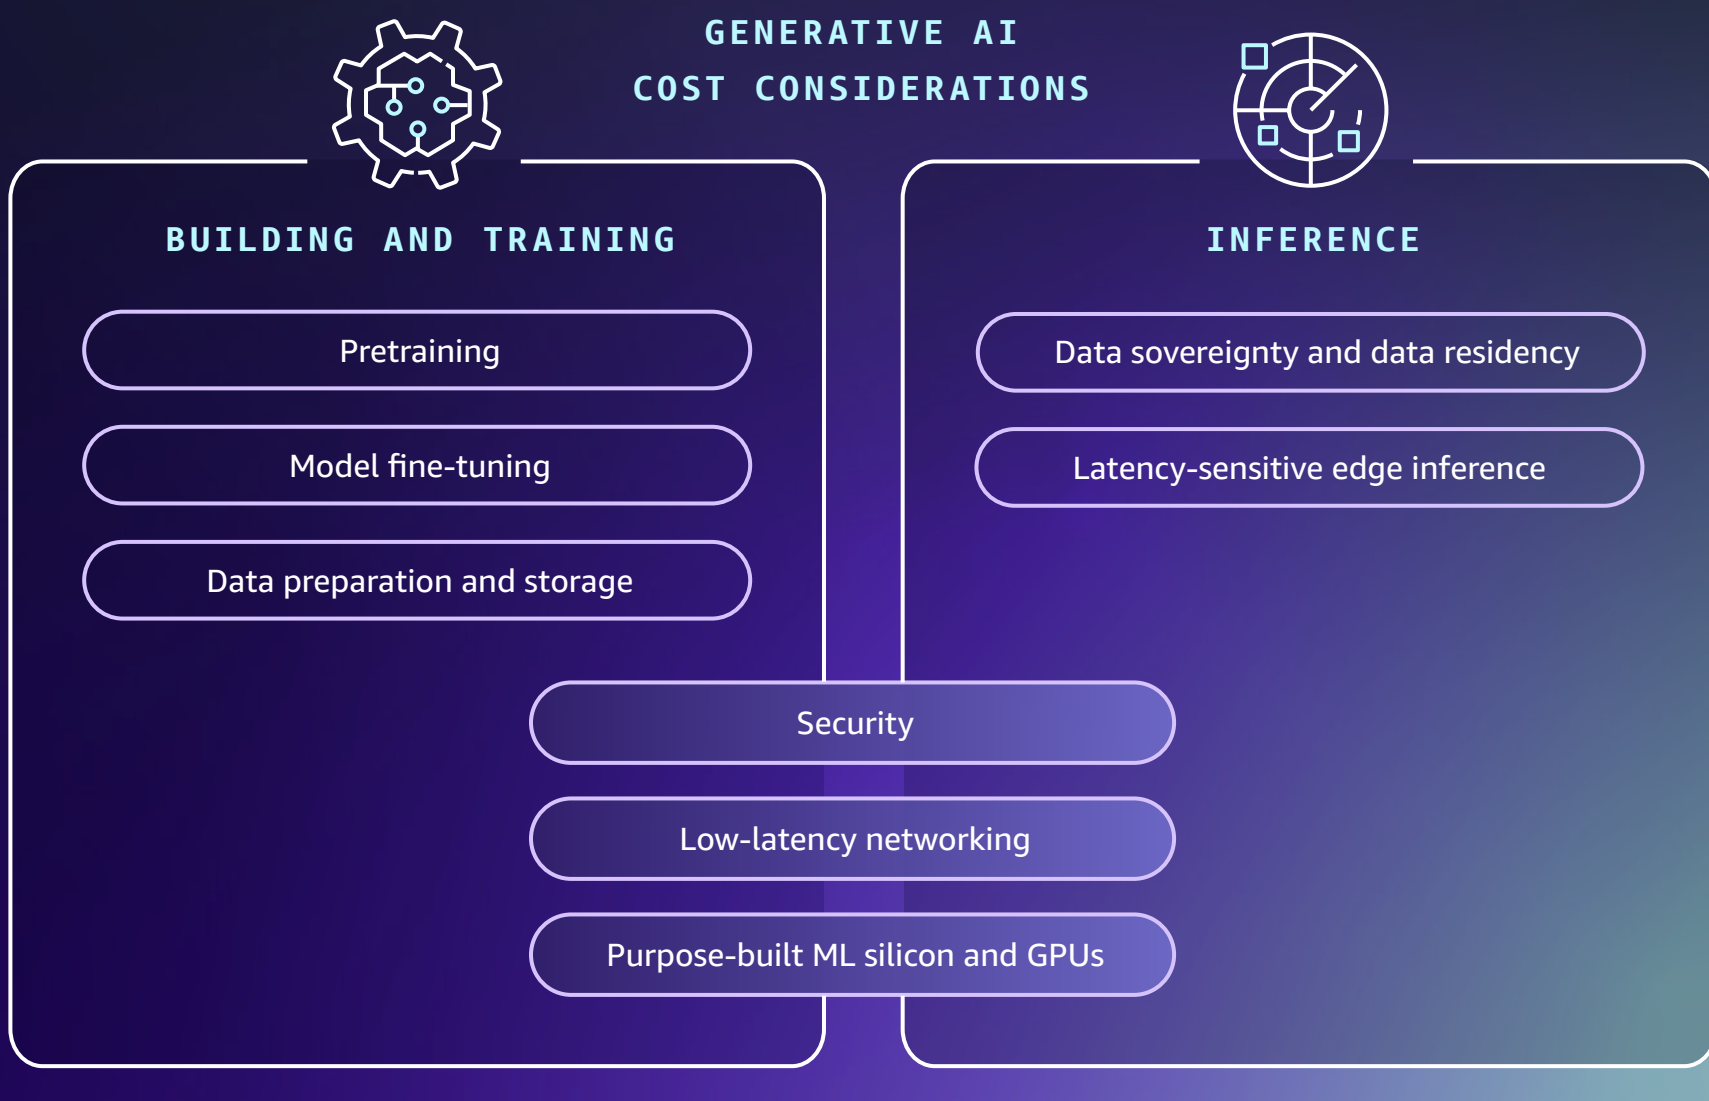 GENERATIVE AI
COST CONSIDERATIONS
BUILDING AND TRAINING
Pretraining
Model fine-tuning
Data preparation and storage
INFERENCE
Data sovereignty and data residency
Latency-sensitive edge inference
Security
Low-latency networking
Purpose-built ML silicon and GPUs